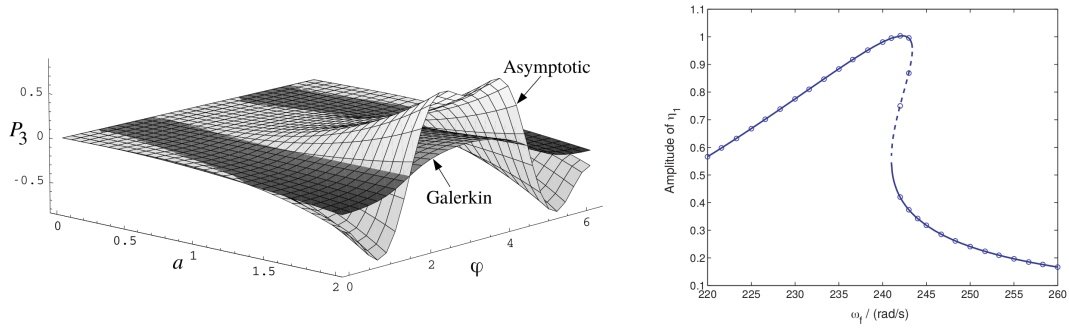 Asymptotic
Galerkin
P3
0.5
0
-0.5
0
0.5
1
1.5
2
a
0
2
4
6
φ
Amplitude of η1
1.1
1
0.9
0.8
0.7
0.6
0.5
0.4
0.3
0.2
0.1
220 225 230 235 240 245 250 255 260
ωf / (rad/s)